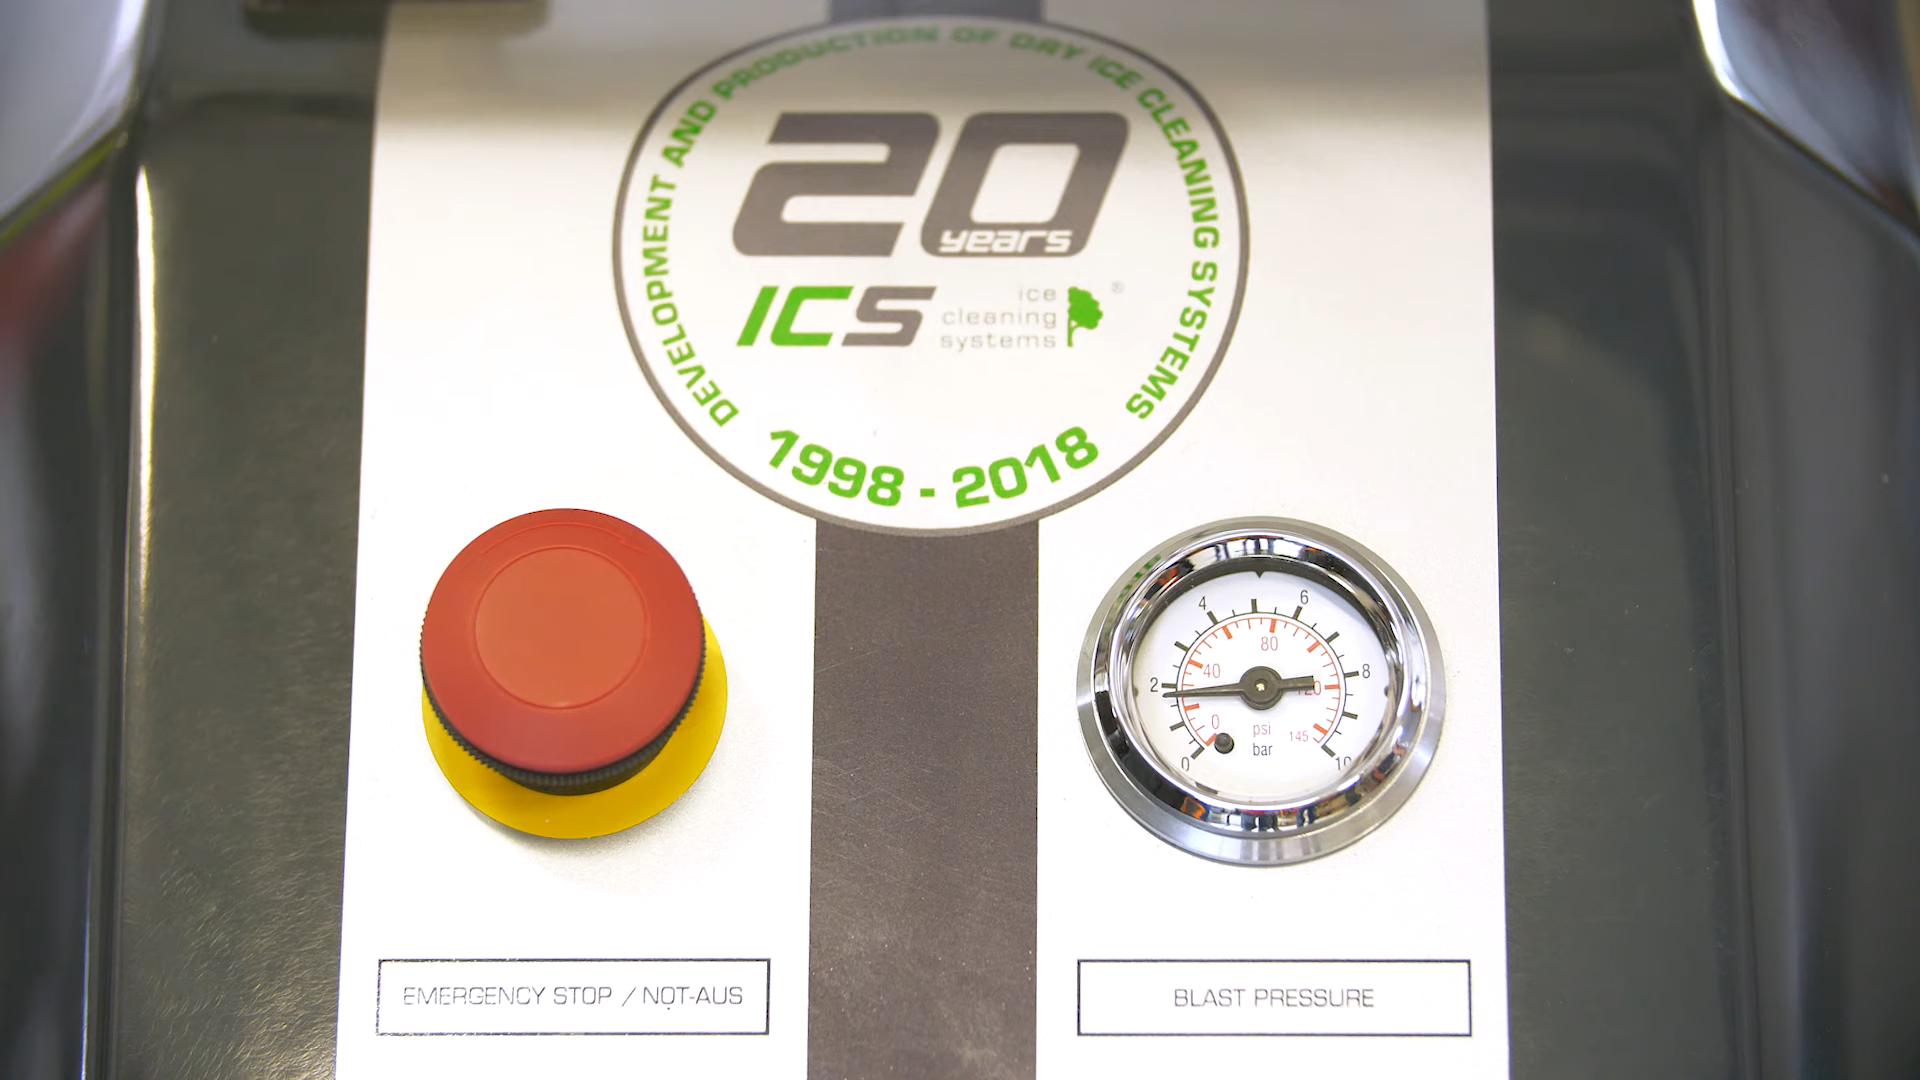 DEVELOPMENT AND PRODUCTION OF DRY ICE CLEANING SYSTEMS
20
years
ICS
ice
cleaning
systems
®
1998 - 2018
4
6
80
40
8
2
120
0
psi
145
bar
0
10
EMERGENCY STOP / NOT-AUS
BLAST PRESSURE